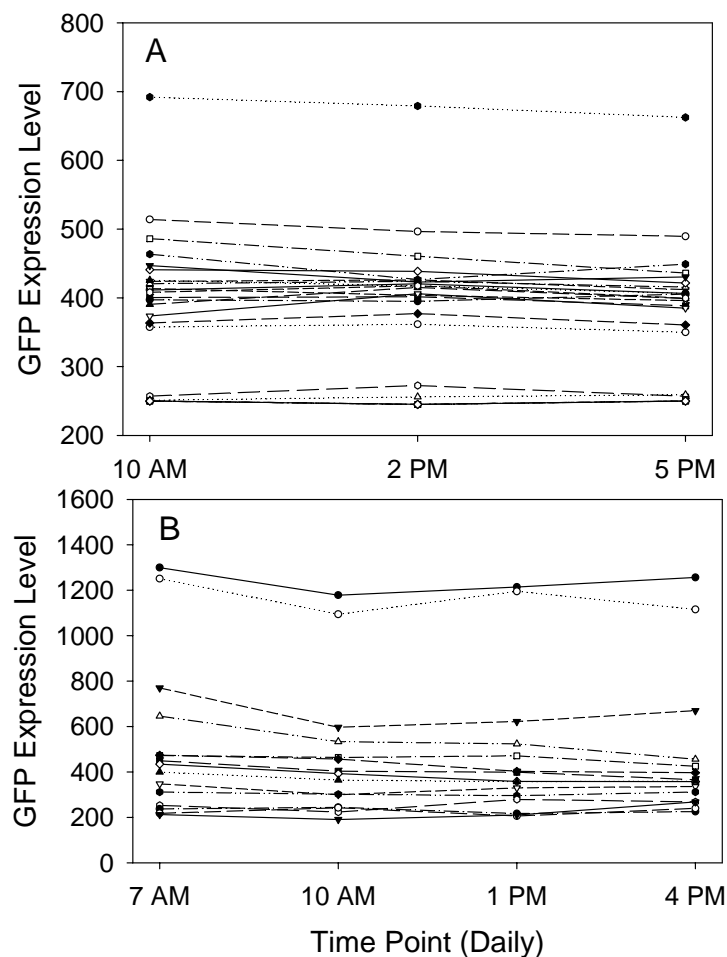 A
GFP Expression Level
800
700
600
500
400
300
200
10 AM 2 PM 5 PM
B
GFP Expression Level
1600
1400
1200
1000
800
600
400
200
0
7 AM 10 AM 1 PM 4 PM
Time Point (Daily)